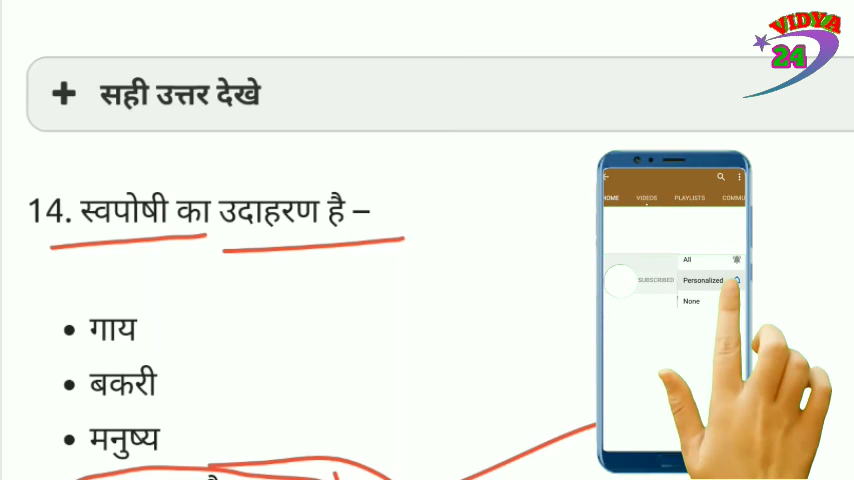 VIDYA
24
+ सही उत्तर देखे
14. स्वपोषी का उदाहरण है –
• गाय
• बकरी
• मनुष्य
HOME VIDEOS PLAYLISTS COMMU
All
SUBSCRIBED Personalized
None